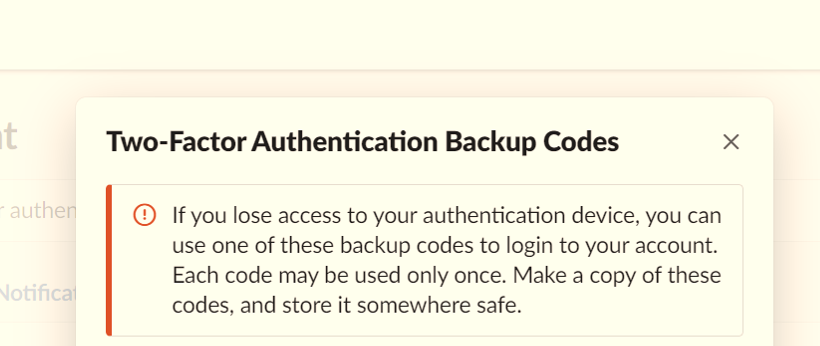 Two-Factor Authentication Backup Codes
If you lose access to your authentication device, you can
use one of these backup codes to login to your account.
Each code may be used only once. Make a copy of these
codes, and store it somewhere safe.